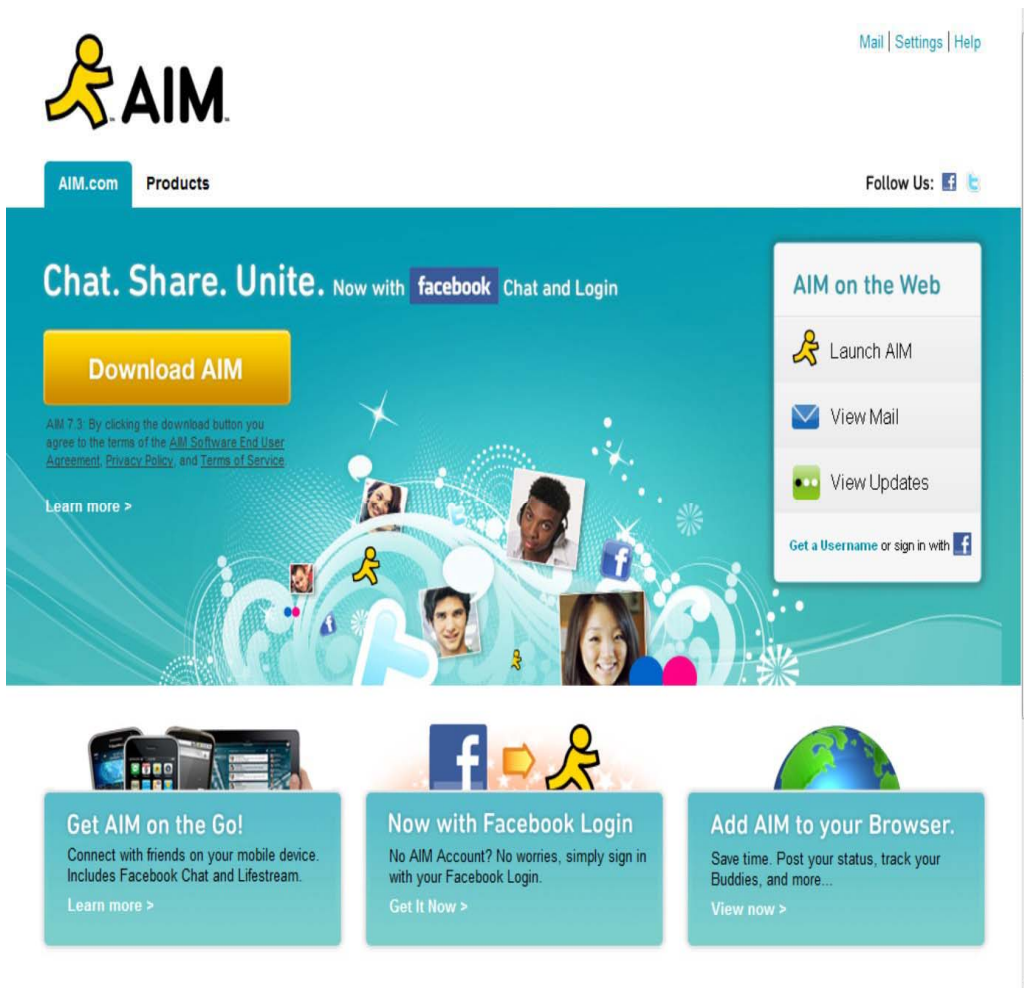 Mail | Settings | Help
AIM
AIM.com Products
Follow Us:
Chat. Share. Unite. Now with facebook Chat and Login
Download AIM
AIM 7.3: By clicking the download button you
agree to the terms of the AIM Software End User
Agreement, Privacy Policy, and Terms of Service
Learn more >
AIM on the Web
Launch AIM
View Mail
View Updates
Get a Username or sign in with
Get AIM on the Go!
Connect with friends on your mobile device.
Includes Facebook Chat and Lifestream.
Learn more >
Now with Facebook Login
No AIM Account? No worries, simply sign in
with your Facebook Login.
Get It Now >
Add AIM to your Browser.
Save time. Post your status, track your
Buddies, and more...
View now >